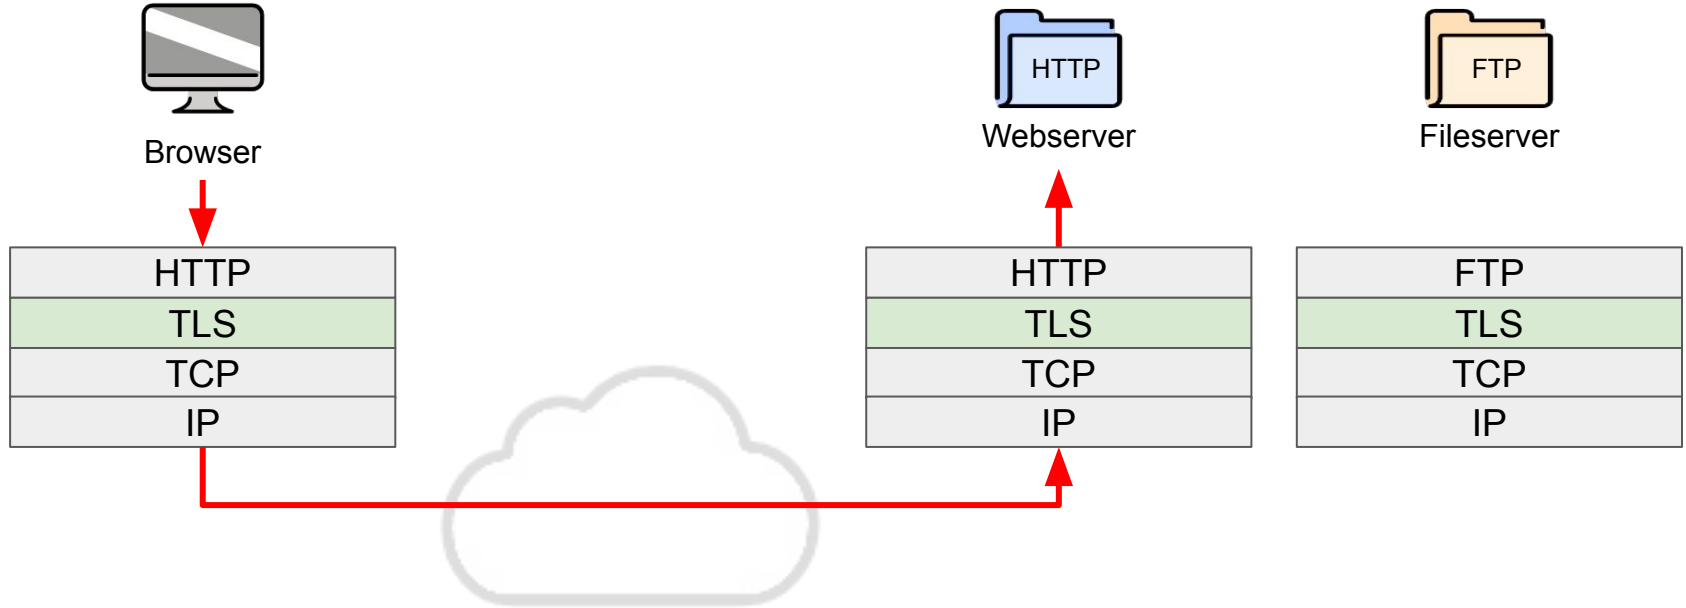 HTTP
FTP
Browser
Webserver
Fileserver
HTTP
TLS
TCP
IP
HTTP
TLS
TCP
IP
FTP
TLS
TCP
IP